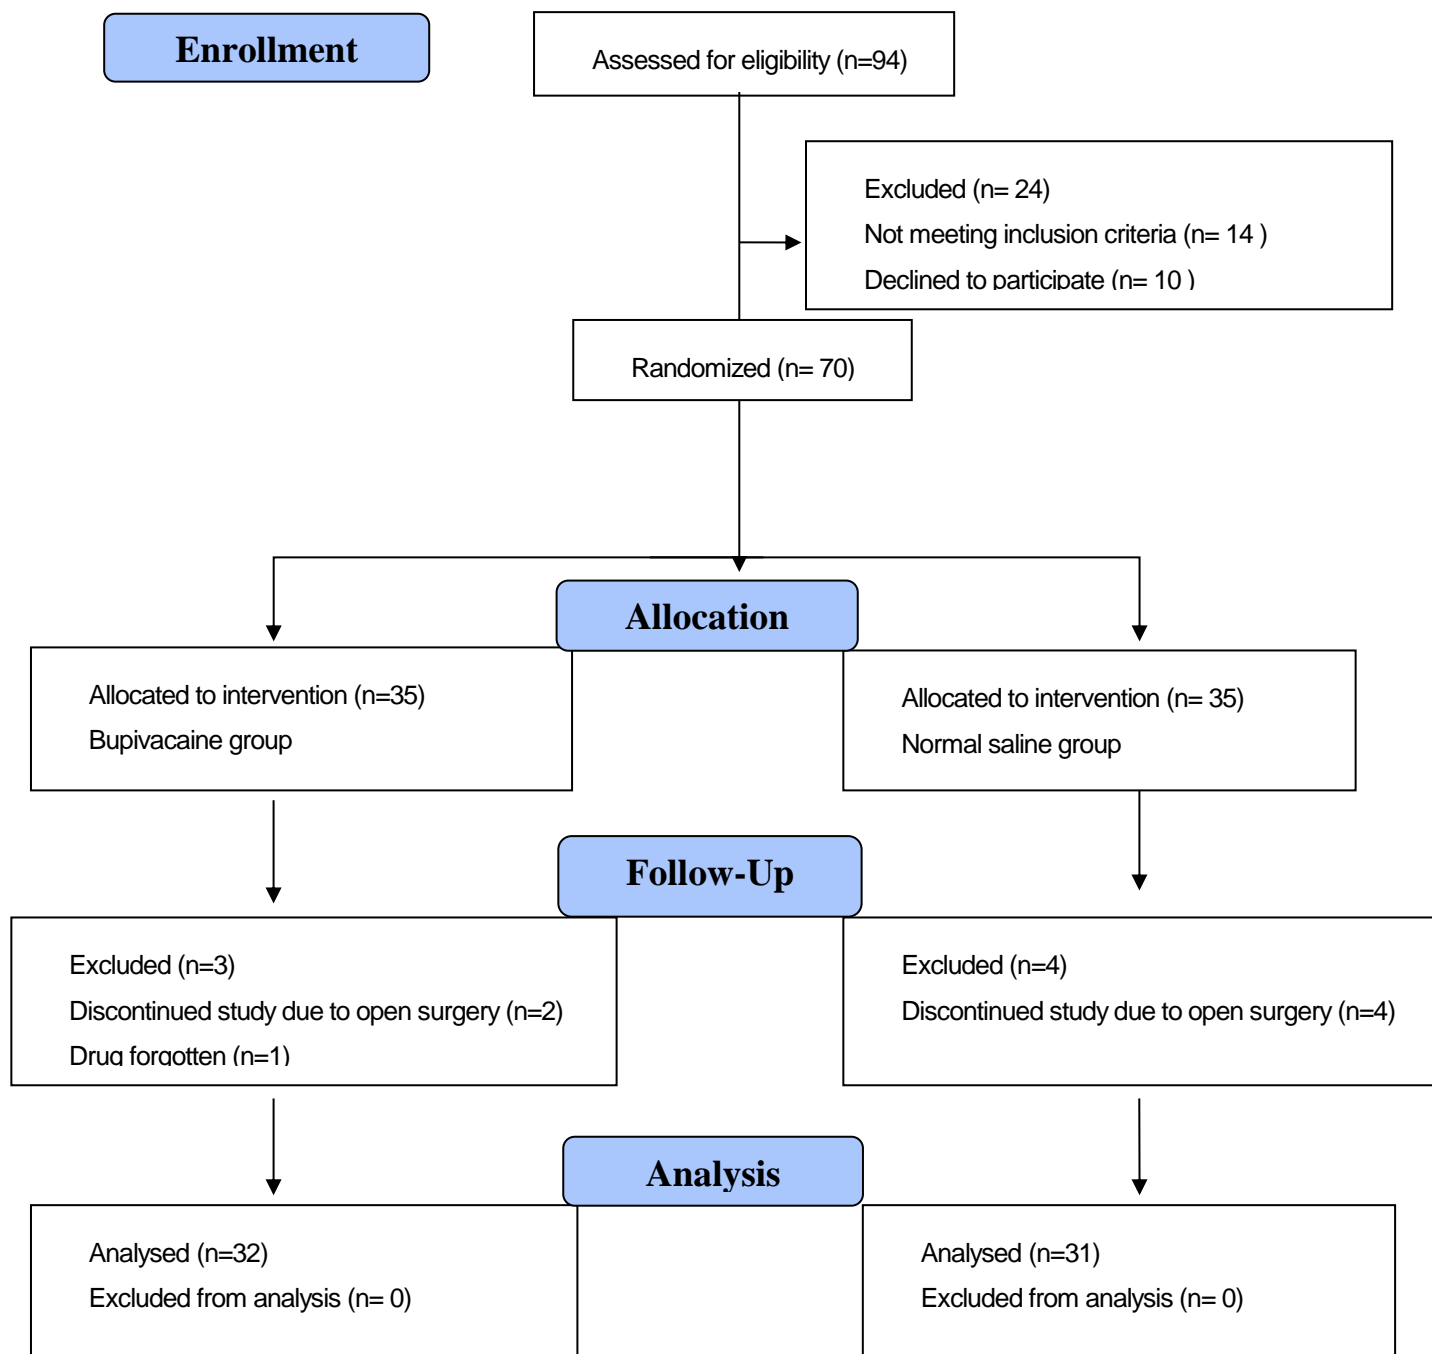 Enrollment
Assessed for eligibility (n=94)
Excluded (n= 24)
Not meeting inclusion criteria (n= 14 )
Declined to participate (n= 10 )
Randomized (n= 70)
Allocation
Allocated to intervention (n=35)
Bupivacaine group
Allocated to intervention (n= 35)
Normal saline group
Follow-Up
Excluded (n=3)
Discontinued study due to open surgery (n=2)
Drug forgotten (n=1)
Excluded (n=4)
Discontinued study due to open surgery (n=4)
Analysis
Analysed (n=32)
Excluded from analysis (n= 0)
Analysed (n=31)
Excluded from analysis (n= 0)